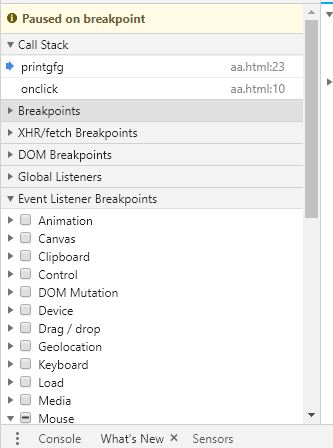 Paused on breakpoint
Call Stack
printgfg aa.html:23
onclick aa.html:10
Breakpoints
XHR/fetch Breakpoints
DOM Breakpoints
Global Listeners
Event Listener Breakpoints
Animation
Canvas
Clipboard
Control
DOM Mutation
Device
Drag / drop
Geolocation
Keyboard
Load
Media
Mouse
Console What's New × Sensors